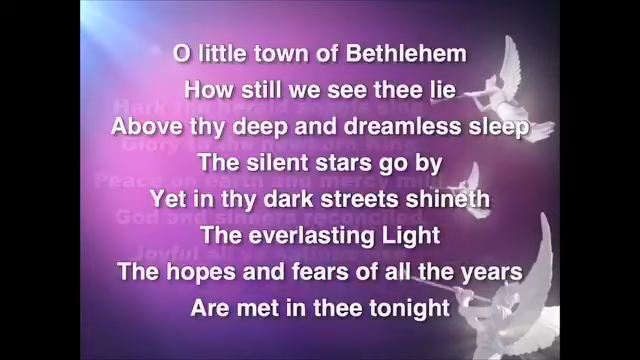 O little town of Bethlehem
How still we see thee lie
Above thy deep and dreamless sleep
The silent stars go by
Yet in thy dark streets shineth
The everlasting Light
The hopes and fears of all the years
Are met in thee tonight